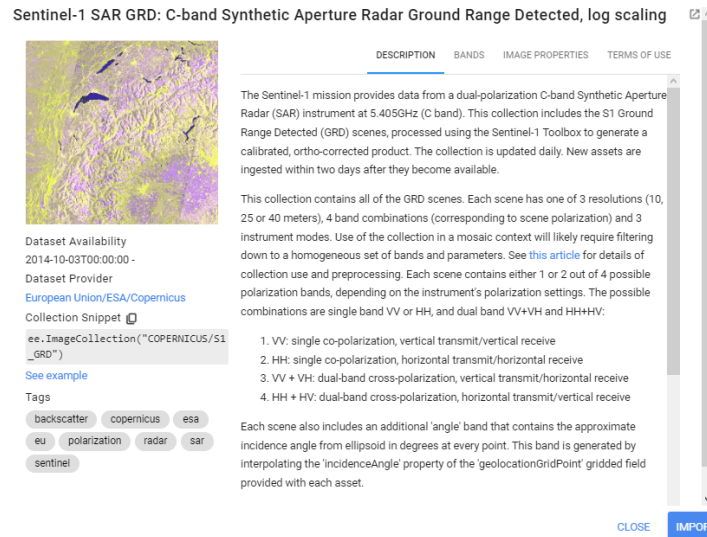 Sentinel-1 SAR GRD: C-band Synthetic Aperture Radar Ground Range Detected, log scaling
DESCRIPTION BANDS IMAGE PROPERTIES TERMS OF USE
Dataset Availability
2014-10-03T00:00:00 -
Dataset Provider
European Union/ESA/Copernicus
Collection Snippet
ee.ImageCollection("COPERNICUS/S1
_GRD")
See example
Tags
backscatter copernicus esa
eu polarization radar sar
sentinel
The Sentinel-1 mission provides data from a dual-polarization C-band Synthetic Aperture
Radar (SAR) instrument at 5.405GHz (C band). This collection includes the S1 Ground
Range Detected (GRD) scenes, processed using the Sentinel-1 Toolbox to generate a
calibrated, ortho-corrected product. The collection is updated daily. New assets are
ingested within two days after they become available.
This collection contains all of the GRD scenes. Each scene has one of 3 resolutions (10,
25 or 40 meters), 4 band combinations (corresponding to scene polarization) and 3
instrument modes. Use of the collection in a mosaic context will likely require filtering
down to a homogeneous set of bands and parameters. See this article for details of
collection use and preprocessing. Each scene contains either 1 or 2 out of 4 possible
polarization bands, depending on the instrument's polarization settings. The possible
combinations are single band VV or HH, and dual band VV+VH and HH+HV:
1. VV: single co-polarization, vertical transmit/vertical receive
2. HH: single co-polarization, horizontal transmit/horizontal receive
3. VV + VH: dual-band cross-polarization, vertical transmit/horizontal receive
4. HH + HV: dual-band cross-polarization, horizontal transmit/vertical receive
Each scene also includes an additional 'angle' band that contains the approximate
incidence angle from ellipsoid in degrees at every point. This band is generated by
interpolating the 'incidenceAngle' property of the 'geolocationGridPoint' gridded field
provided with each asset.
CLOSE IMPOR